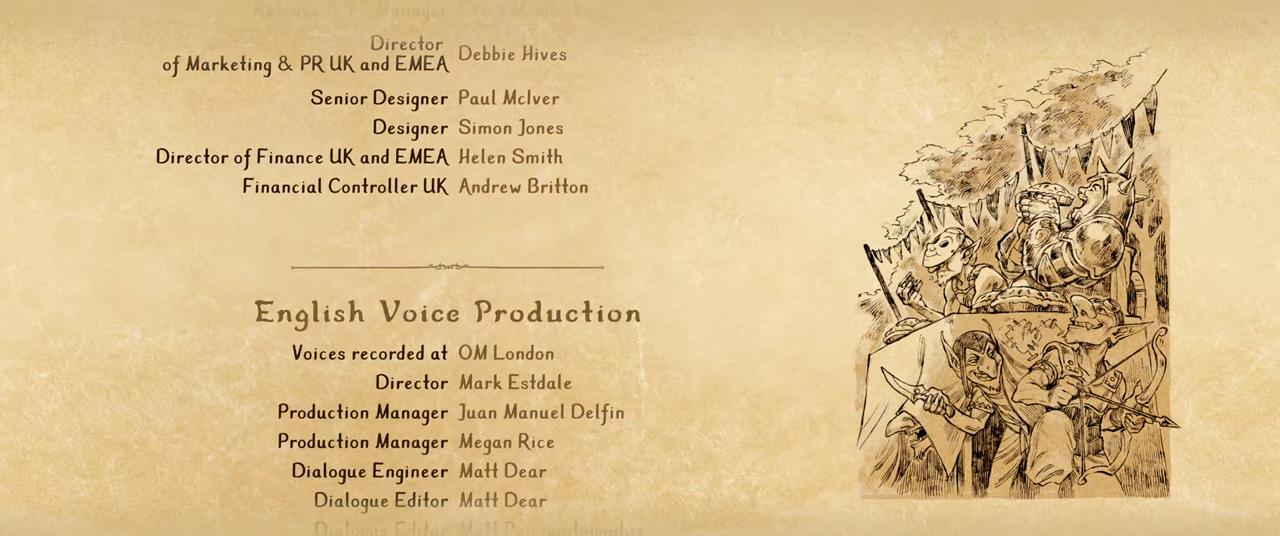 Director
of Marketing & PR UK and EMEA Debbie Hives
Senior Designer Paul McIver
Designer Simon Jones
Director of Finance UK and EMEA Helen Smith
Financial Controller UK Andrew Britton
English Voice Production
Voices recorded at OM London
Director Mark Estdale
Production Manager Juan Manuel Delfin
Production Manager Megan Rice
Dialogue Engineer Matt Dear
Dialogue Editor Matt Dear
Dialogue Editor